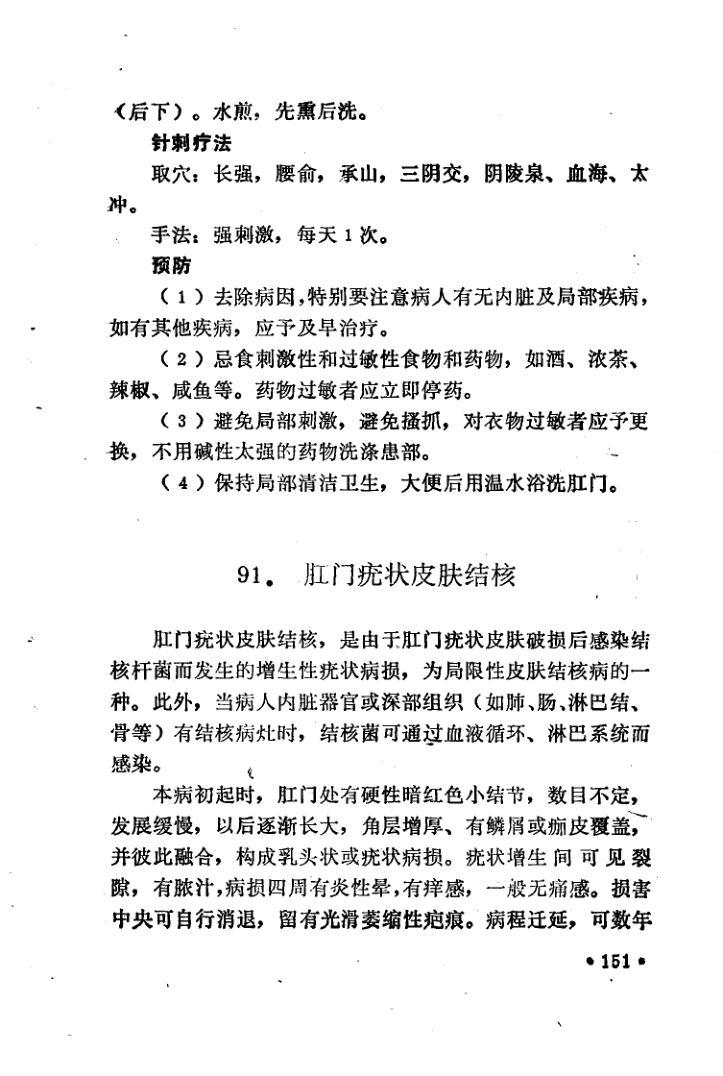 （后下）。水煎，先熏后洗。
针刺疗法
取穴：长强，腰俞，承山，三阴交，阴陵泉、血海、太
冲。
手法：强刺激，每天1次。
预防
（1）去除病因，特别要注意病人有无内脏及局部疾病，
如有其他疾病，应予及早治疗。
（2）忌食刺激性和过敏性食物和药物，如酒、浓茶、
辣椒、咸鱼等。药物过敏者应立即停药。
（3）避免局部刺激，避免搔抓，对衣物过敏者应予更
换，不用碱性太强的药物洗涤患部。
（4）保持局部清洁卫生，大便后用温水浴洗肛门。
91． 肛门疣状皮肤结核
肛门疣状皮肤结核，是由于肛门疣状皮肤破损后感染结
核杆菌而发生的增生性疣状病损，为局限性皮肤结核病的一
种。此外，当病人内脏器官或深部组织（如肺、肠、淋巴结、
骨等）有结核病灶时，结核菌可通过血液循环、淋巴系统而
感染。
本病初起时，肛门处有硬性暗红色小结节，数目不定，
发展缓慢，以后逐渐长大，角层增厚、有鳞屑或痂皮覆盖，
并彼此融合，构成乳头状或疣状病损。疣状增生间可见裂
隙，有脓汁，病损四周有炎性晕，有痒感，一般无痛感。损害
中央可自行消退，留有光滑萎缩性疤痕。病程迁延，可数年
•151•